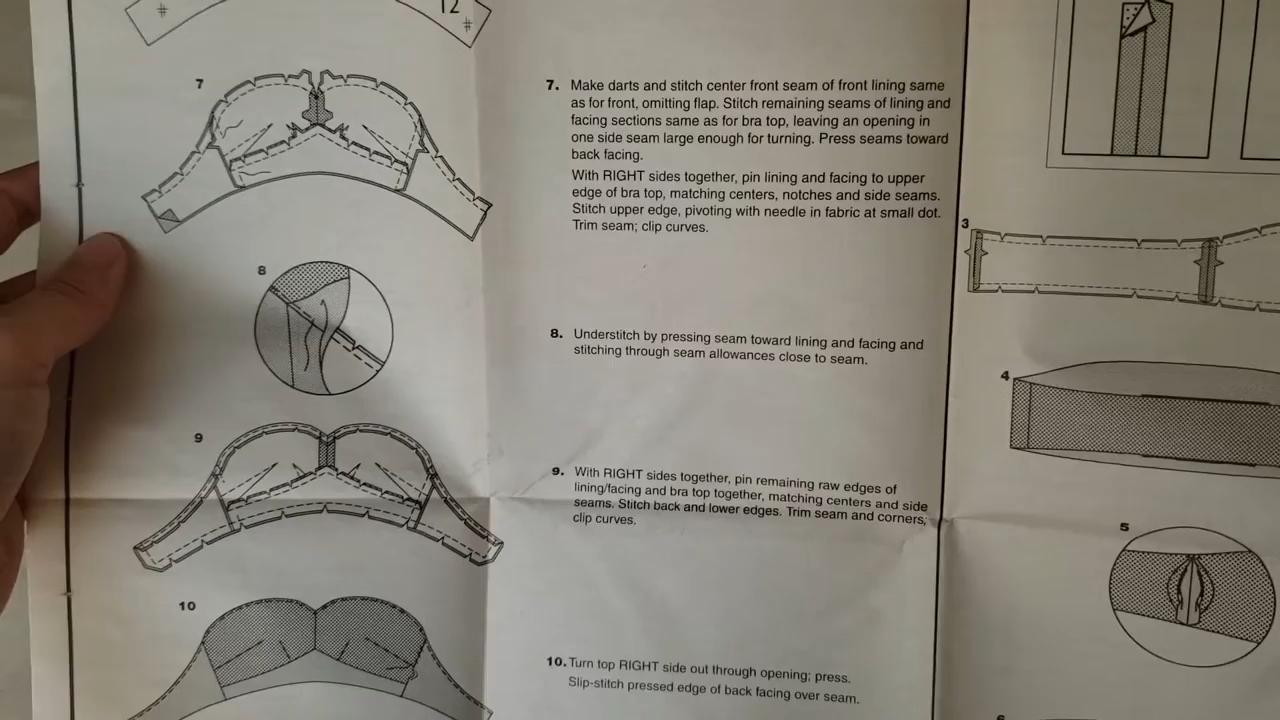 12
7
7. Make darts and stitch center front seam of front lining same
as for front, omitting flap. Stitch remaining seams of lining and
facing sections same as for bra top, leaving an opening in
one side seam large enough for turning. Press seams toward
back facing.
With RIGHT sides together, pin lining and facing to upper
edge of bra top, matching centers, notches and side seams.
Stitch upper edge, pivoting with needle in fabric at small dot.
Trim seam; clip curves.
8
8. Understitch by pressing seam toward lining and facing and
stitching through seam allowances close to seam.
9
9. With RIGHT sides together, pin remaining raw edges of
lining/facing and bra top together, matching centers and side
seams. Stitch back and lower edges. Trim seam and corners;
clip curves.
10
10. Turn top RIGHT side out through opening; press.
Slip-stitch pressed edge of back facing over seam.
3
4
5